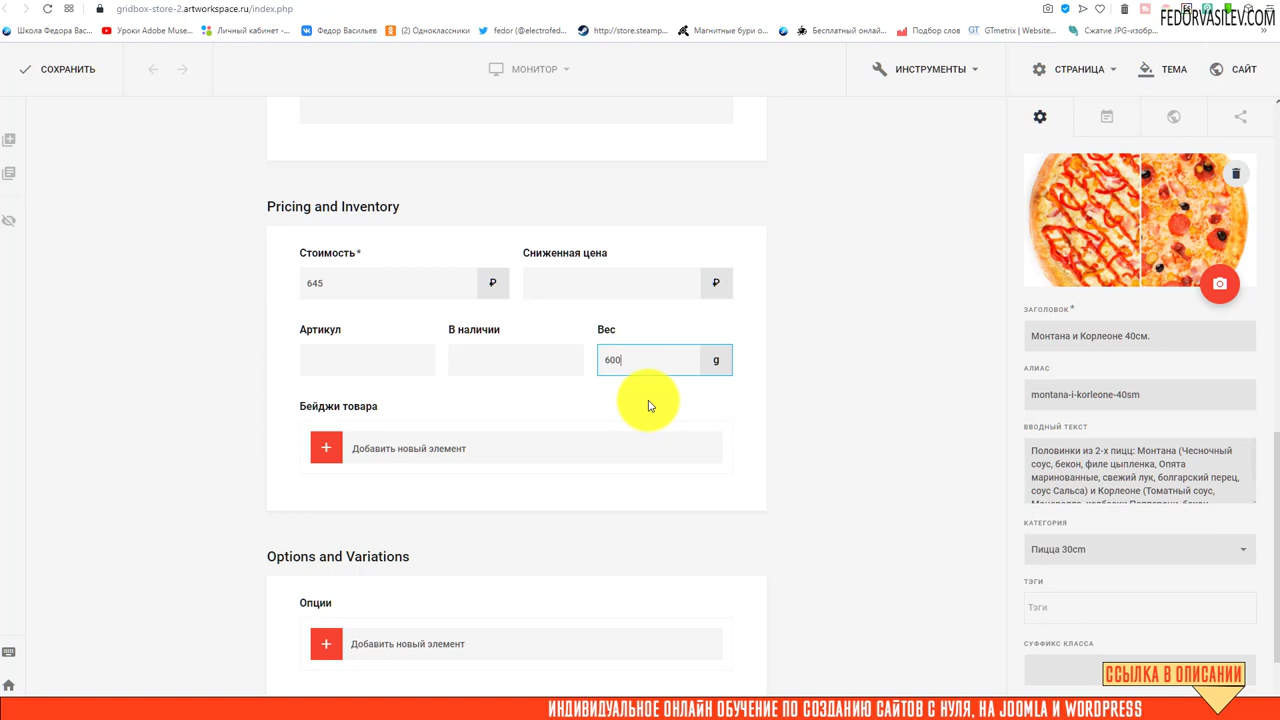 gridbox-store-2.artworkspace.ru/index.php
FEDORVASILEV.COM
Школа Федора Вас...
Уроки Adobe Muse...
Личный кабинет -...
Федор Васильев
(2) Одноклассники
fedor (@electrofed...
http://store.steamp...
Магнитные бури о...
Бесплатный онлай...
Подбор слов
GTmetrix | Website...
Сжатие JPG-изобр...
СОХРАНИТЬ
МОНИТОР
ИНСТРУМЕНТЫ
СТРАНИЦА
ТЕМА
САЙТ
Pricing and Inventory
Стоимость *
Сниженная цена
645 ₽
₽
Артикул
В наличии
Вес
600 g
Бейджи товара
+ Добавить новый элемент
Options and Variations
Опции
+ Добавить новый элемент
ЗАГОЛОВОК *
Монтана и Корлеоне 40см.
АЛИАС
montana-i-korleone-40sm
ВВОДНЫЙ ТЕКСТ
Половинки из 2-х пицц: Монтана (Чесночный
соус, бекон, филе цыпленка, Опята
маринованные, свежий лук, болгарский перец,
соус Сальса) и Корлеоне (Томатный соус,
КАТЕГОРИЯ
Пицца 30cm
ТЭГИ
Тэги
СУФФИКС КЛАССА
ССЫЛКА В ОПИСАНИИ
ИНДИВИДУАЛЬНОЕ ОНЛАЙН ОБУЧЕНИЕ ПО СОЗДАНИЮ САЙТОВ С НУЛЯ, НА JOOMLA И WORDPRESS